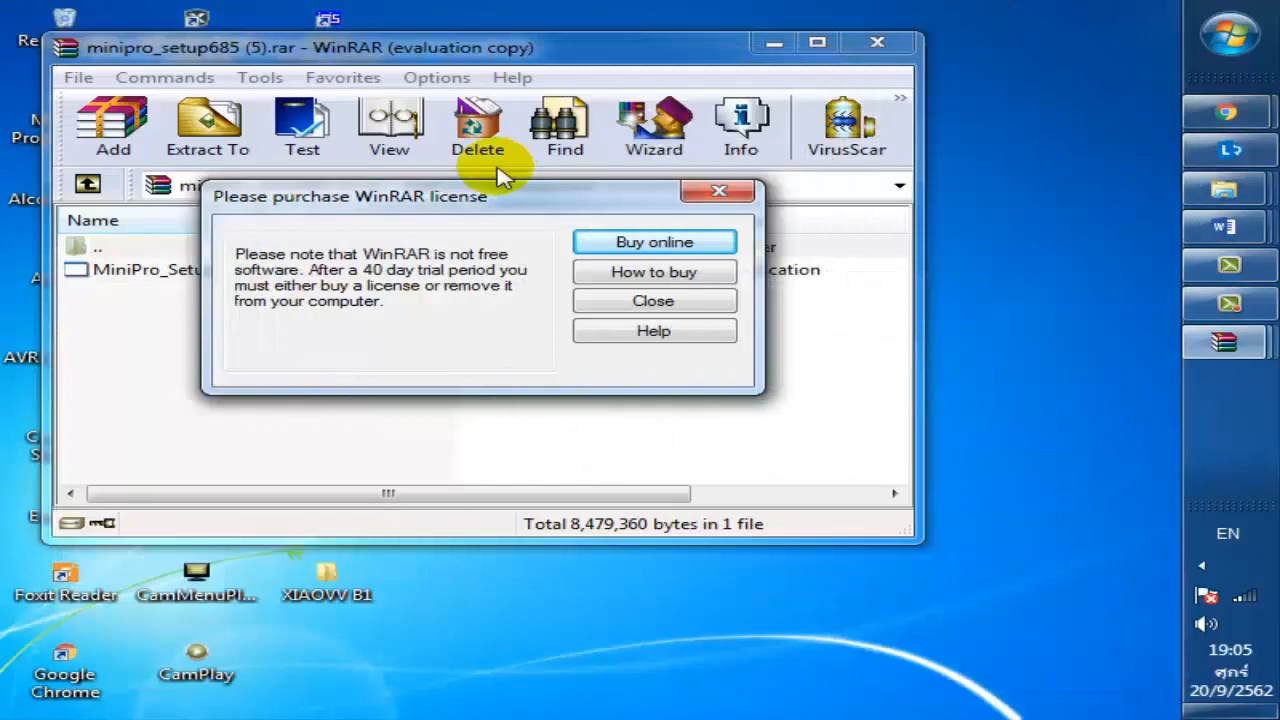 Re
minipro_setup685 (5).rar - WinRAR (evaluation copy)
File Commands Tools Favorites Options Help
Add Extract To Test View Delete Find Wizard Info VirusScan
Please purchase WinRAR license
Name
..
MiniPro_Setu
Please note that WinRAR is not free
software. After a 40 day trial period you
must either buy a license or remove it
from your computer.
Buy online
How to buy
Close
Help
Total 8,479,360 bytes in 1 file
Foxit Reader
CamMenuPl...
XIAOVV B1
Google
Chrome
CamPlay
EN
19:05
ศุกร์
20/9/2562